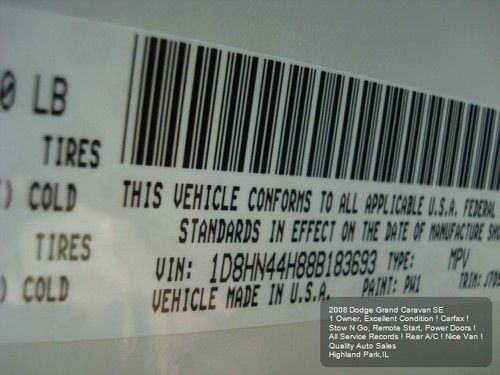 0 LB
TIRES
) COLD
TIRES
) COLD
THIS VEHICLE CONFORMS TO ALL APPLICABLE U.S.A. FEDERAL
STANDARDS IN EFFECT ON THE DATE OF MANUFACTURE SHO
VIN: 1D8HN44H88B183693 TYPE: MPV
VEHICLE MADE IN U.S.A. PAINT: PW1 TRIM:
2008 Dodge Grand Caravan SE
1 Owner, Excellent Condition ! Carfax !
Stow N Go, Remote Start, Power Doors !
All Service Records ! Rear A/C ! Nice Van !
Quality Auto Sales
Highland Park,IL